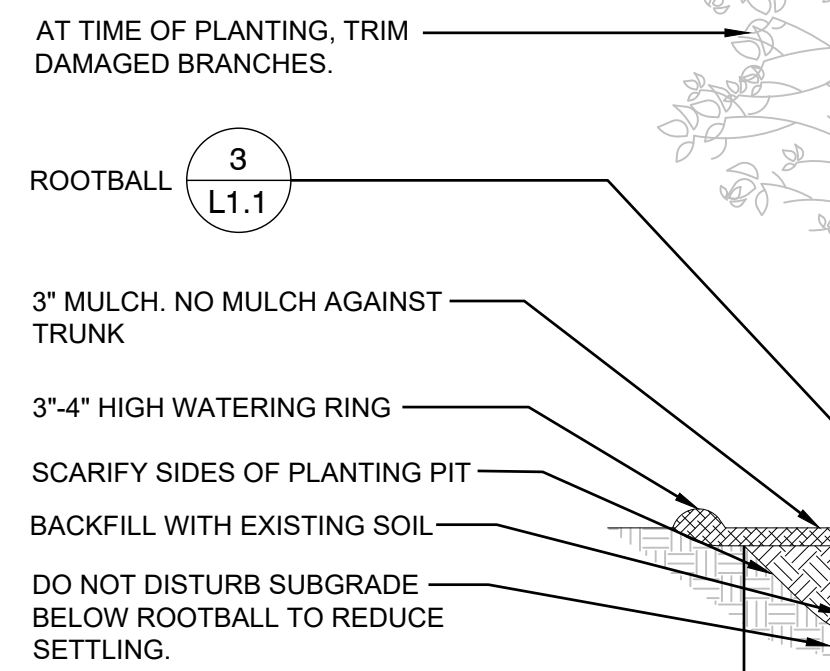 AT TIME OF PLANTING, TRIM
DAMAGED BRANCHES.
ROOTBALL
3
L1.1
3" MULCH. NO MULCH AGAINST
TRUNK
3"-4" HIGH WATERING RING
SCARIFY SIDES OF PLANTING PIT
BACKFILL WITH EXISTING SOIL
DO NOT DISTURB SUBGRADE
BELOW ROOTBALL TO REDUCE
SETTLING.